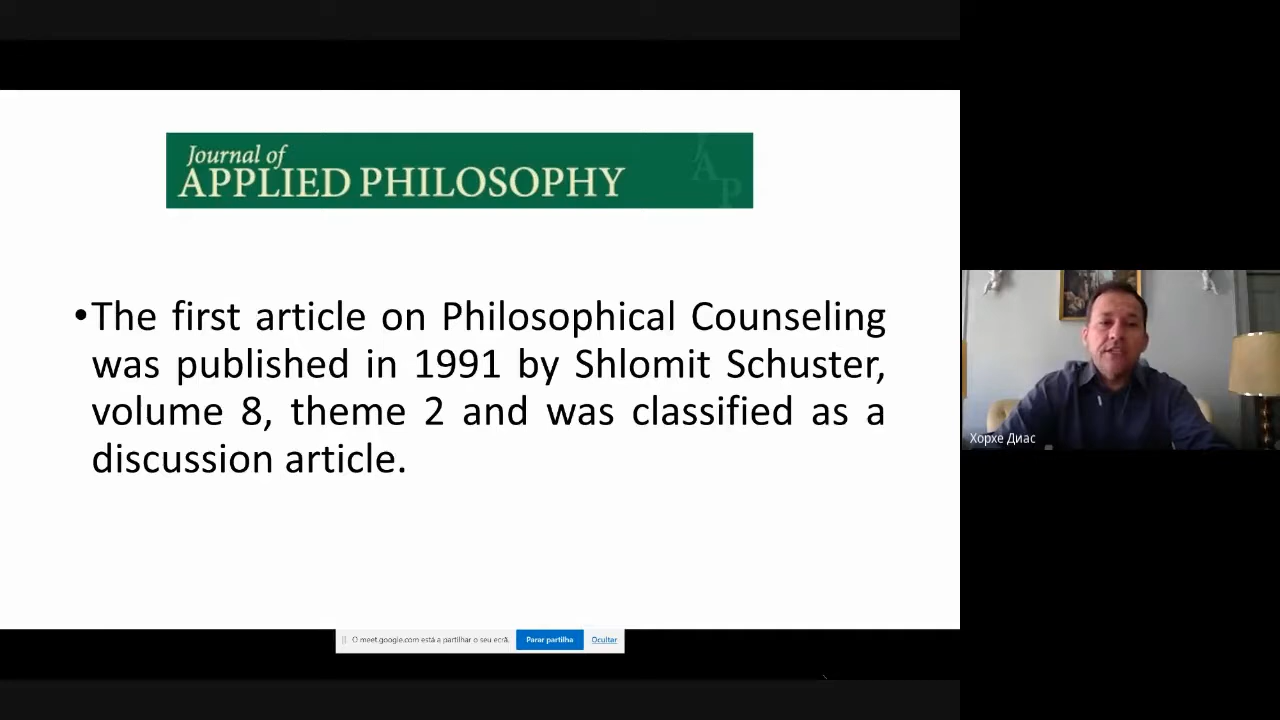 Journal of
APPLIED PHILOSOPHY
JAP
•The first article on Philosophical Counseling
was published in 1991 by Shlomit Schuster,
volume 8, theme 2 and was classified as a
discussion article.
Хорхе Диас
O meet.google.com está a partilhar o seu ecrã. Parar partilha Ocultar